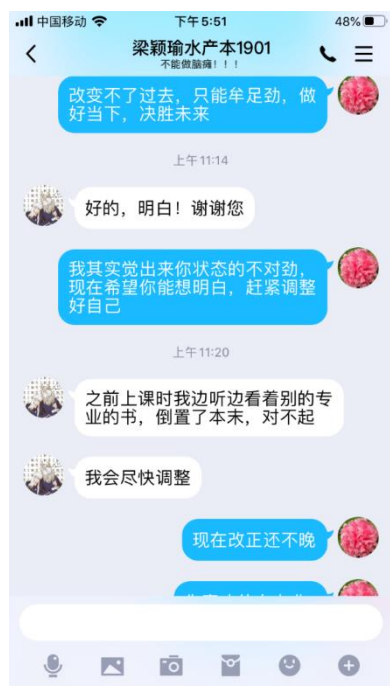 中国移动 下午5:51 48%
梁颖瑜水产本1901
不能做脑瘫！！！
改变不了过去，只能牟足劲，做
好当下，决胜未来
上午11:14
好的，明白！谢谢您
我其实觉出来你状态的不对劲，
现在希望你能想明白，赶紧调整
好自己
上午11:20
之前上课时我边听边看着别的专
业的书，倒置了本末，对不起
我会尽快调整
现在改正还不晚